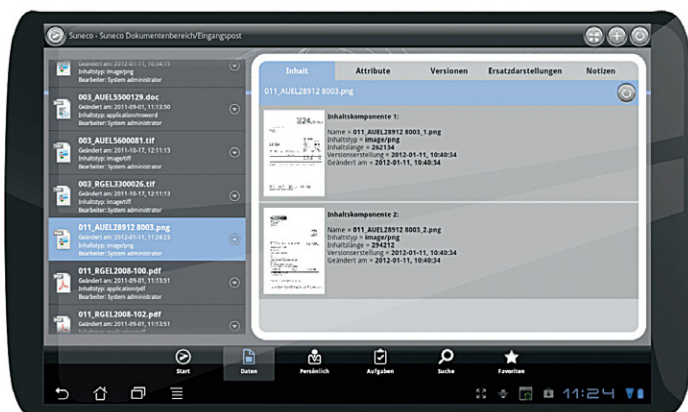 Suneco - Suneco Dokumentenbereich/Eingangspost
Geändert am: 2012-01-11, 10:34:15
Inhaltstyp: image/png
Bearbeiter: System administrator
003_AUEL5500129.doc
Geändert am: 2011-09-01, 11:13:50
Inhaltstyp: application/msword
Bearbeiter: System administrator
003_AUEL5600081.tif
Geändert am: 2011-10-17, 12:11:13
Inhaltstyp: image/tiff
Bearbeiter: System administrator
003_RGEL3300026.tif
Geändert am: 2011-10-17, 12:11:13
Inhaltstyp: image/tiff
Bearbeiter: System administrator
011_AUEL28912 8003.png
Geändert am: 2012-01-11, 11:24:23
Inhaltstyp: image/png
Bearbeiter: System administrator
011_RGEL2008-100.pdf
Geändert am: 2011-09-01, 11:13:51
Inhaltstyp: application/pdf
Bearbeiter: System administrator
011_RGEL2008-102.pdf
Geändert am: 2011-09-01, 11:13:51
Inhalt Attribute Versionen Ersatzdarstellungen Notizen
011_AUEL28912 8003.png
Inhaltskomponente 1:
Name = 011_AUEL28912 8003_1.png
Inhaltstyp = image/png
Inhaltslänge = 262134
Versionserstellung = 2012-01-11, 10:40:34
Geändert am = 2012-01-11, 10:40:34
Inhaltskomponente 2:
Name = 011_AUEL28912 8003_2.png
Inhaltstyp = image/png
Inhaltslänge = 294212
Versionserstellung = 2012-01-11, 10:40:34
Geändert am = 2012-01-11, 10:40:34
Start Daten Persönlich Aufgaben Suche Favoriten
11:24